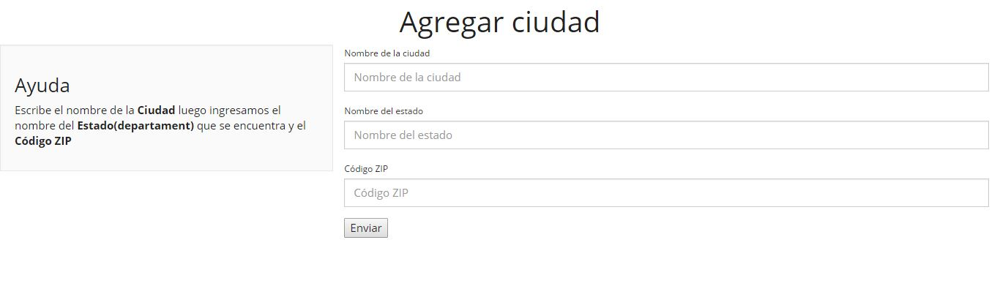 Agregar ciudad
Ayuda
Escribe el nombre de la Ciudad luego ingresamos el
nombre del Estado(departament) que se encuentra y el
Código ZIP
Nombre de la ciudad
Nombre de la ciudad
Nombre del estado
Nombre del estado
Código ZIP
Código ZIP
Enviar